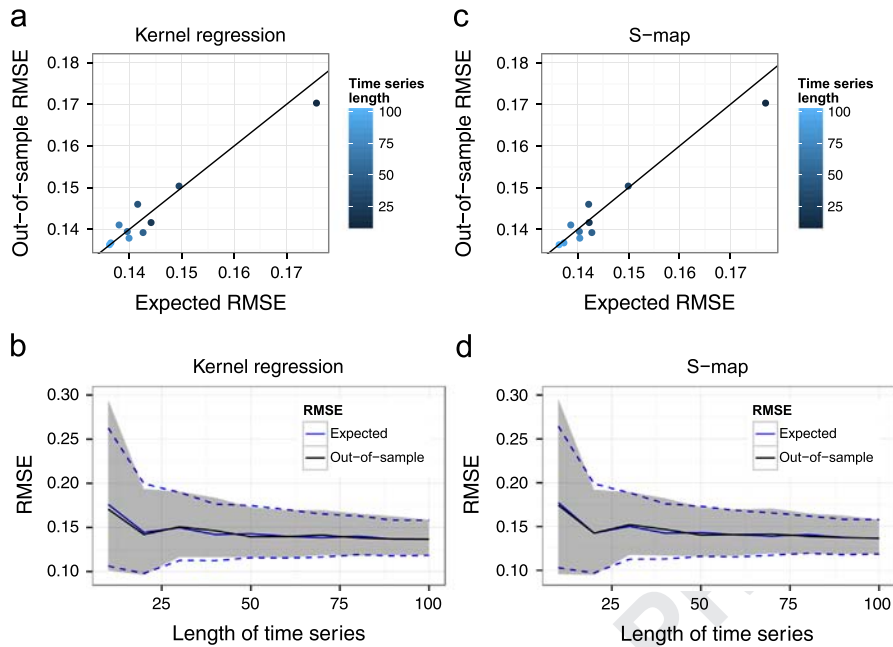 a
Kernel regression
Out−of−sample RMSE
0.18
0.17
0.16
0.15
0.14
0.14 0.15 0.16 0.17
Expected RMSE
Time series
length
100
75
50
25
c
S−map
Out−of−sample RMSE
0.18
0.17
0.16
0.15
0.14
0.14 0.15 0.16 0.17
Expected RMSE
Time series
length
100
75
50
25
b
Kernel regression
RMSE
0.30
0.25
0.20
0.15
0.10
RMSE
Expected
Out−of−sample
25 50 75 100
Length of time series
d
S−map
RMSE
0.30
0.25
0.20
0.15
0.10
RMSE
Expected
Out−of−sample
25 50 75 100
Length of time series